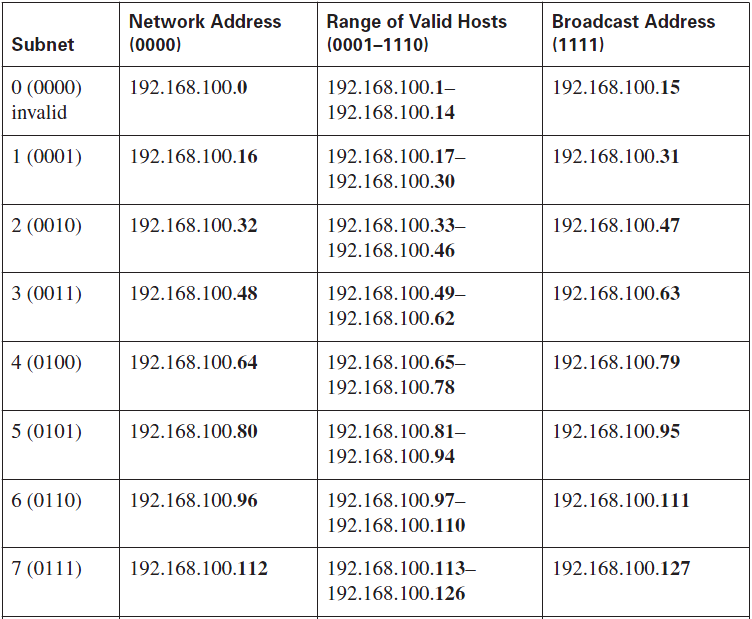 Subnet Network Address (0000) Range of Valid Hosts (0001–1110) Broadcast Address (1111)
0 (0000) invalid 192.168.100.0 192.168.100.1– 192.168.100.14 192.168.100.15
1 (0001) 192.168.100.16 192.168.100.17– 192.168.100.30 192.168.100.31
2 (0010) 192.168.100.32 192.168.100.33– 192.168.100.46 192.168.100.47
3 (0011) 192.168.100.48 192.168.100.49– 192.168.100.62 192.168.100.63
4 (0100) 192.168.100.64 192.168.100.65– 192.168.100.78 192.168.100.79
5 (0101) 192.168.100.80 192.168.100.81– 192.168.100.94 192.168.100.95
6 (0110) 192.168.100.96 192.168.100.97– 192.168.100.110 192.168.100.111
7 (0111) 192.168.100.112 192.168.100.113– 192.168.100.126 192.168.100.127